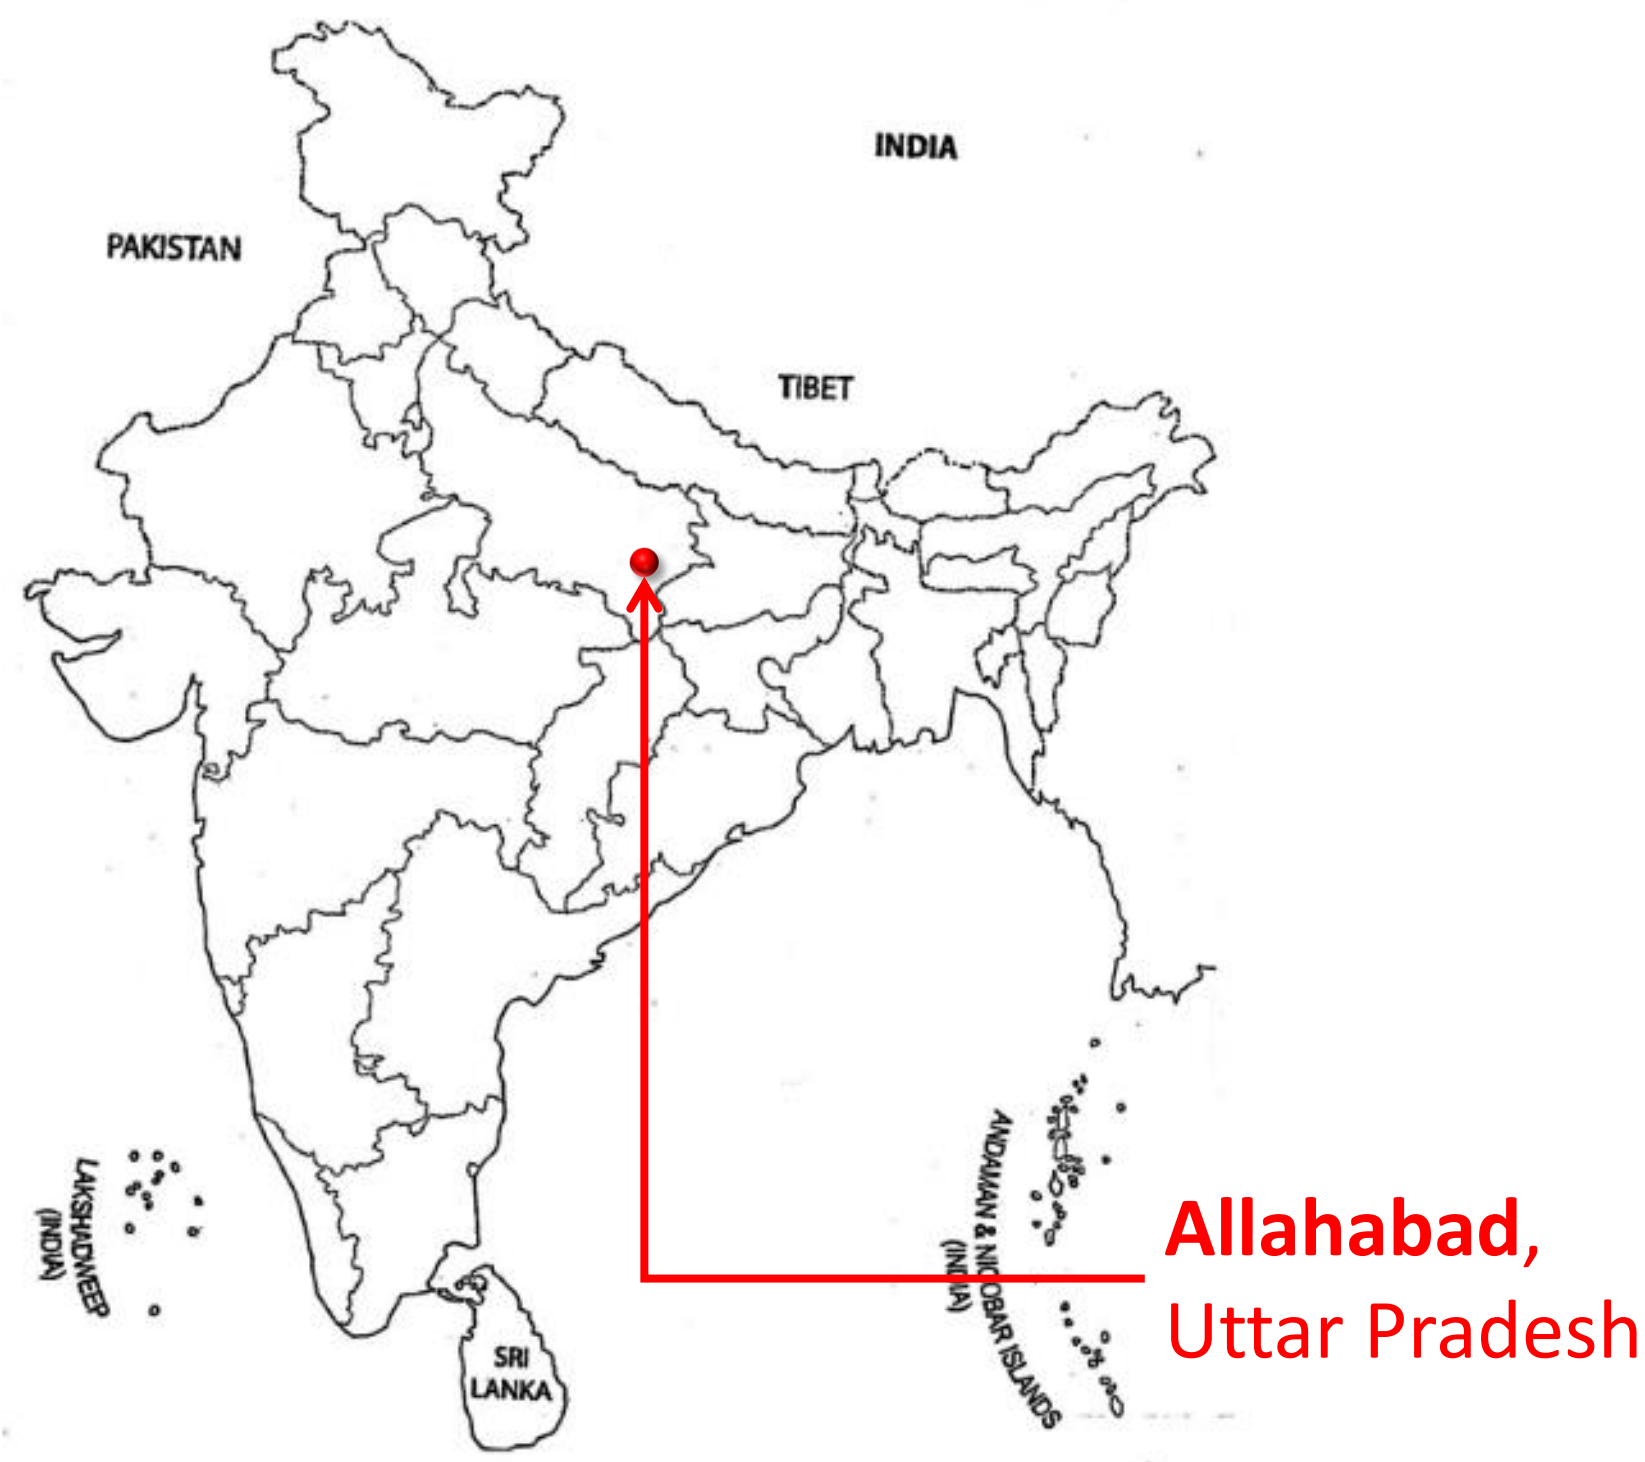 INDIA
PAKISTAN
TIBET
LAKSHADWEEP
(INDIA)
ANDAMAN & NICOBAR ISLANDS
(INDIA)
Allahabad,
Uttar Pradesh
SRI
LANKA